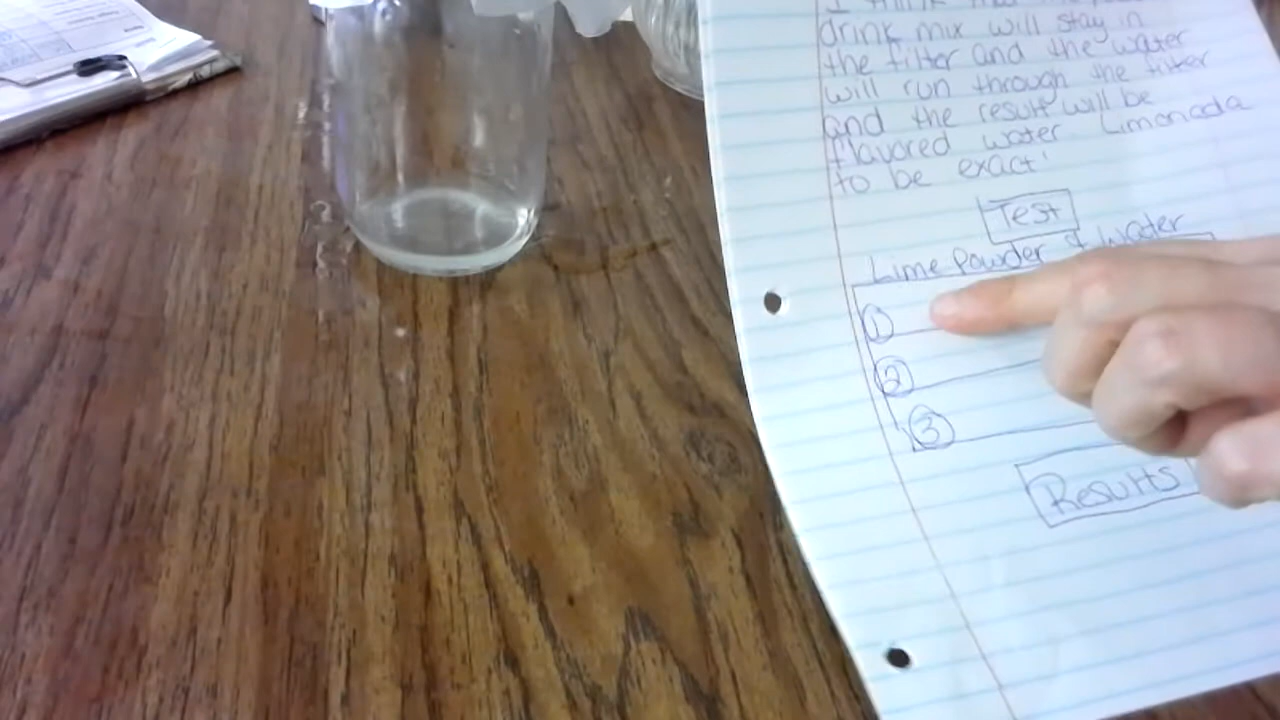 I think
drink mix will stay in
the filter and the water
will run through the filter
and the result will be
flavored water Limonada
to be exact'
Test
Lime Powder & Water
1
2
3
Results